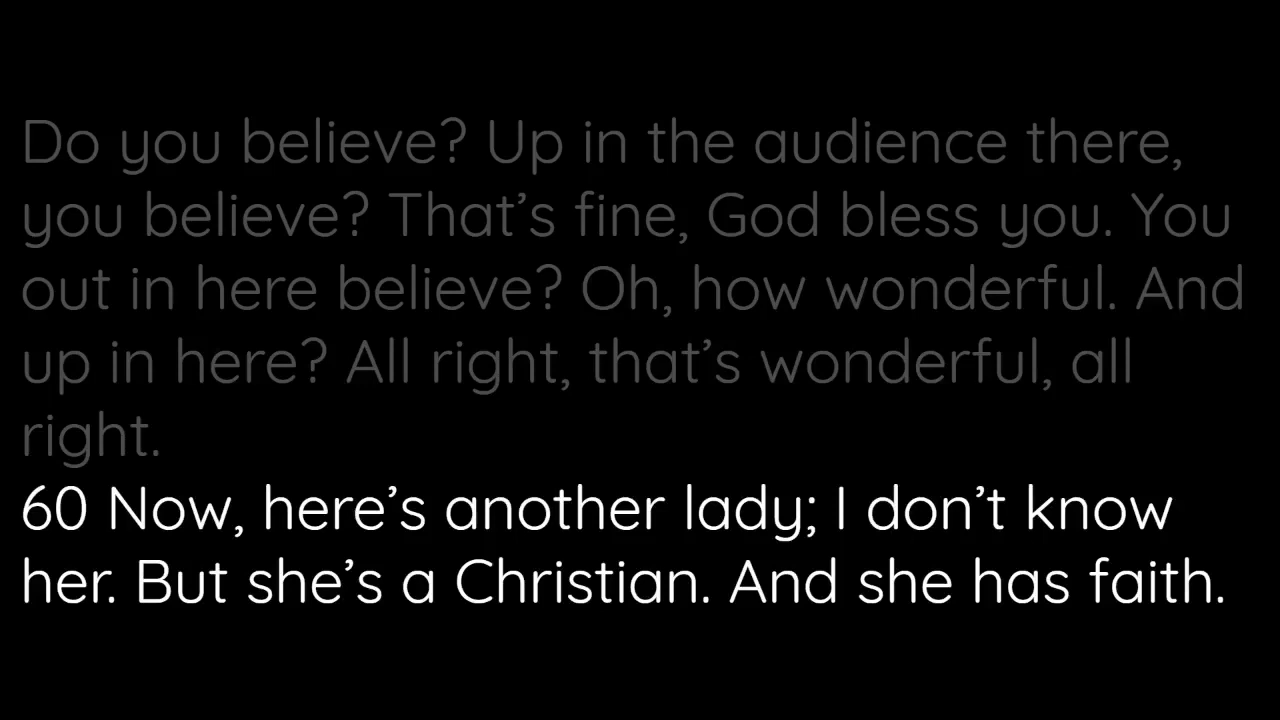 Do you believe? Up in the audience there,
you believe? That’s fine, God bless you. You
out in here believe? Oh, how wonderful. And
up in here? All right, that’s wonderful, all
right.
60 Now, here’s another lady; I don’t know
her. But she’s a Christian. And she has faith.